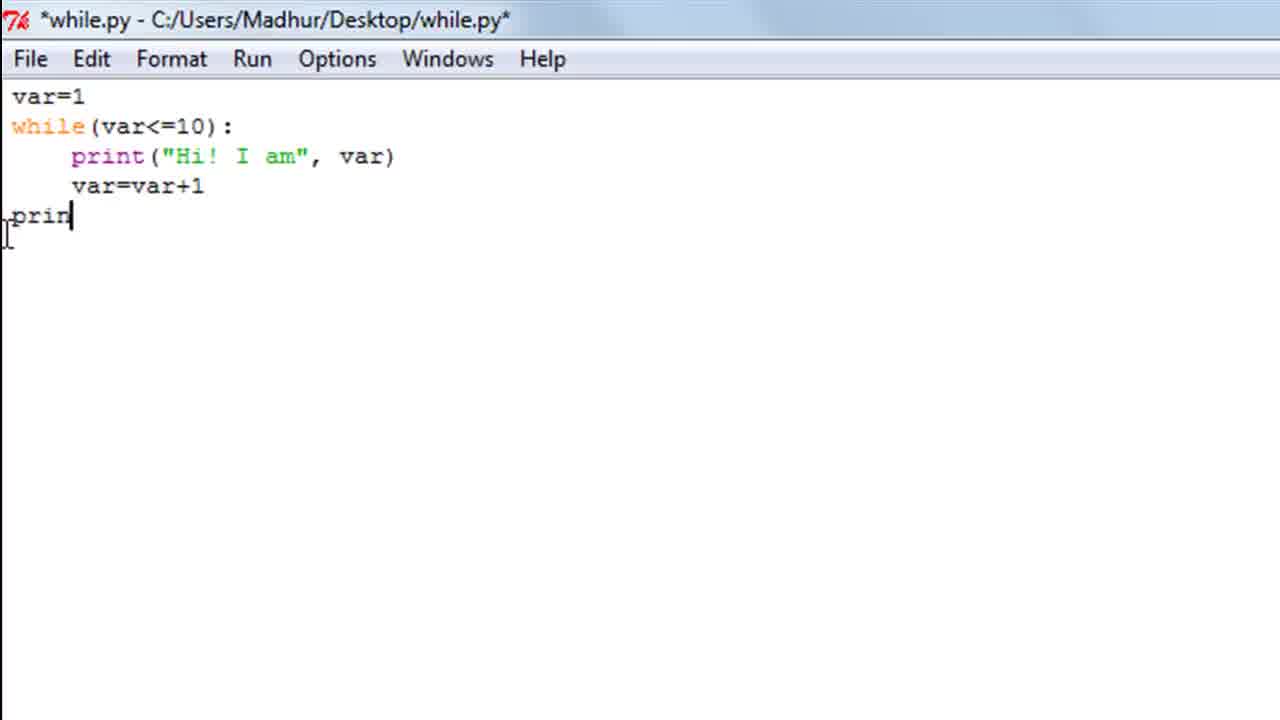 *while.py - C:/Users/Madhur/Desktop/while.py*
File Edit Format Run Options Windows Help
var=1
while(var<=10):
    print("Hi! I am", var)
    var=var+1
prin